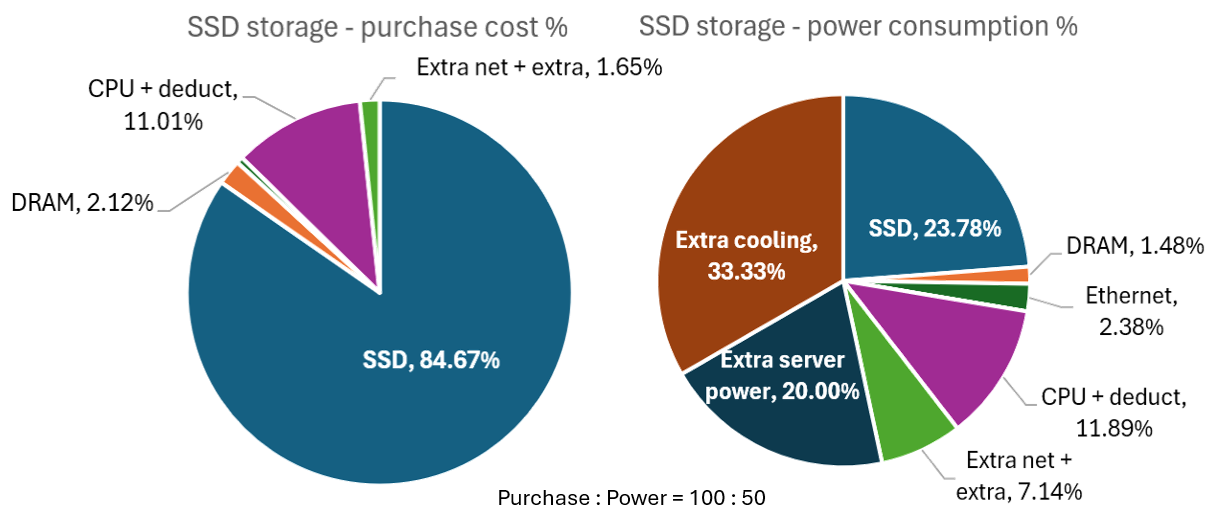 SSD storage - purchase cost %
Extra net + extra, 1.65%
CPU + deduct,
11.01%
DRAM, 2.12%
SSD, 84.67%
SSD storage - power consumption %
SSD, 23.78%
DRAM, 1.48%
Ethernet,
2.38%
CPU + deduct,
11.89%
Extra net +
extra, 7.14%
Extra server
power, 20.00%
Extra cooling,
33.33%
Purchase : Power = 100 : 50